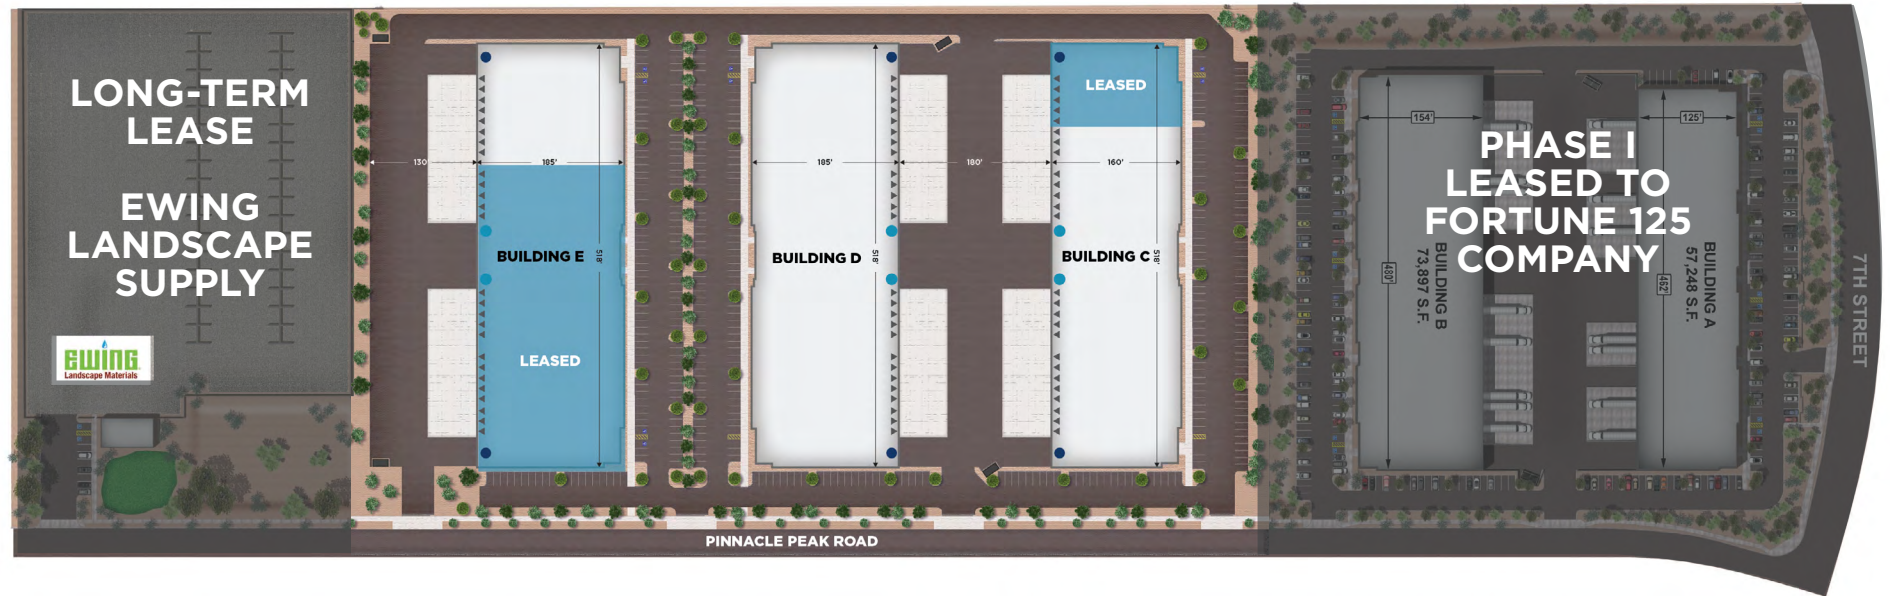 LONG-TERM
LEASE
EWING
LANDSCAPE
SUPPLY
EWING
Landscape Materials
130
185'
518'
BUILDING E
LEASED
185'
518'
BUILDING D
180'
LEASED
160'
518'
BUILDING C
PHASE I
LEASED TO
FORTUNE 125
COMPANY
154'
480'
BUILDING B
73,897 S.F.
125'
462'
BUILDING A
57,248 S.F.
7TH STREET
PINNACLE PEAK ROAD